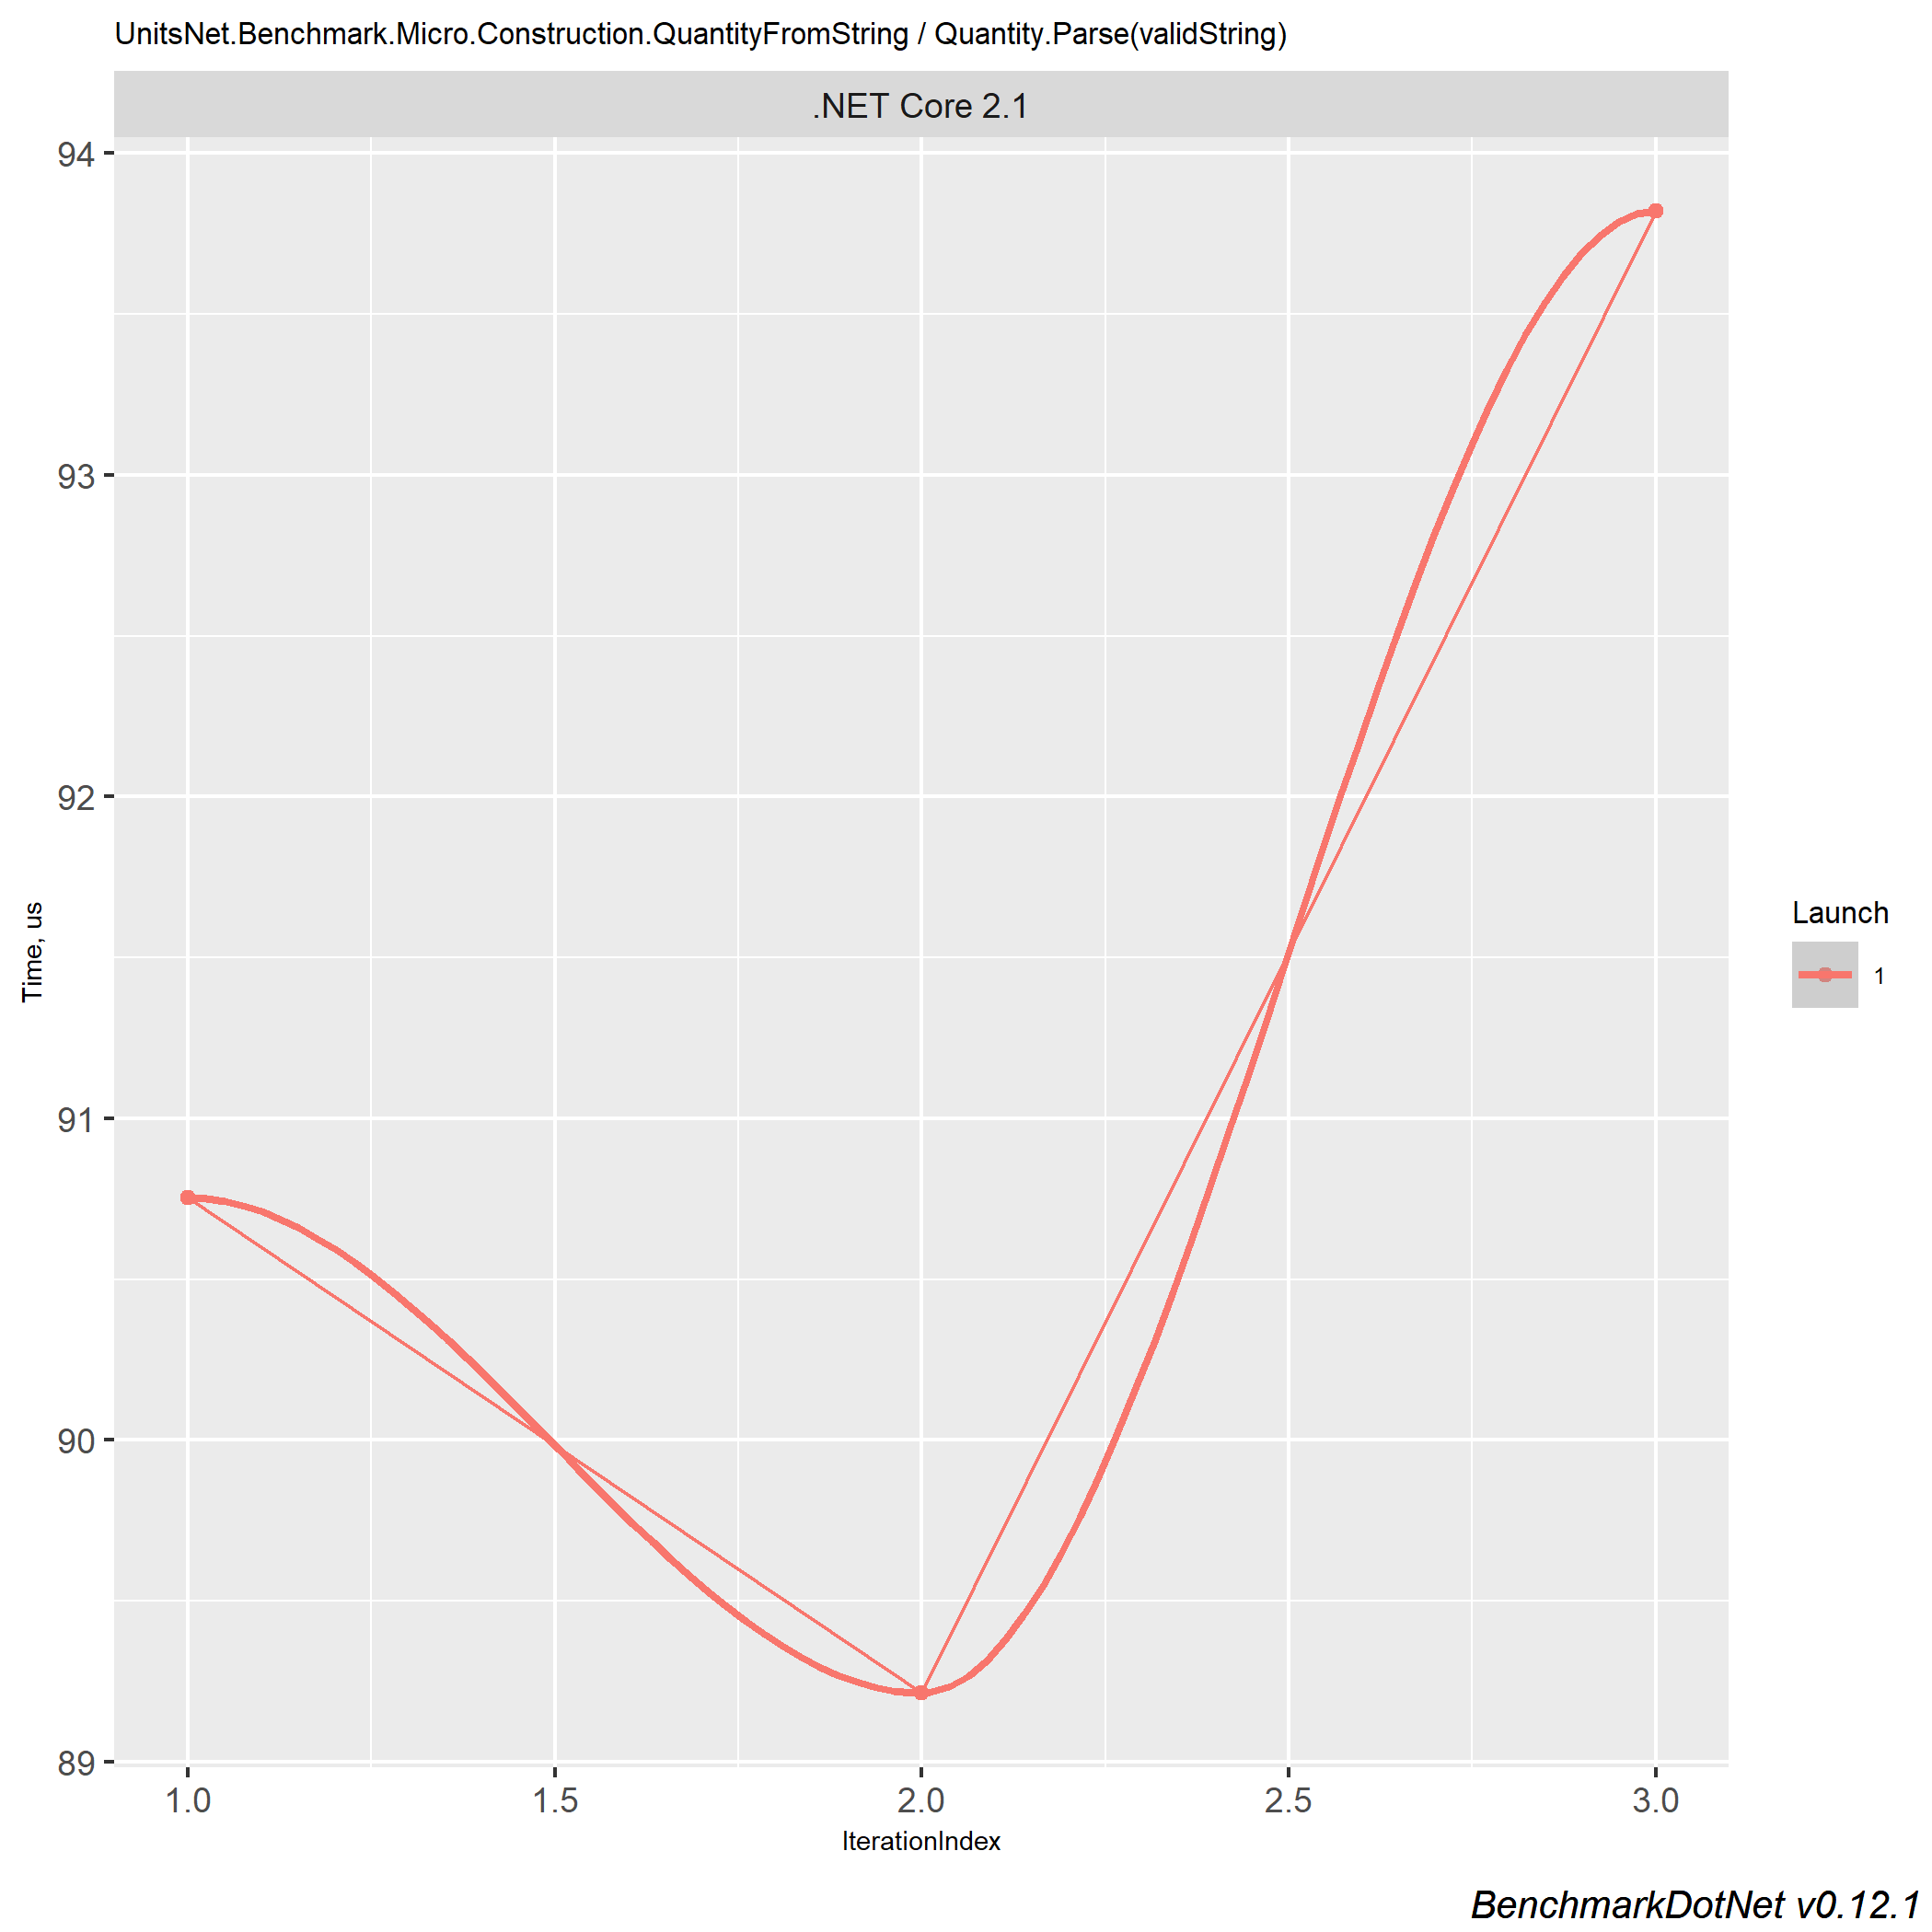 UnitsNet.Benchmark.Micro.Construction.QuantityFromString / Quantity.Parse(validString)
.NET Core 2.1
94
93
92
91
90
89
Time, us
1.0 1.5 2.0 2.5 3.0
IterationIndex
Launch
1
BenchmarkDotNet v0.12.1